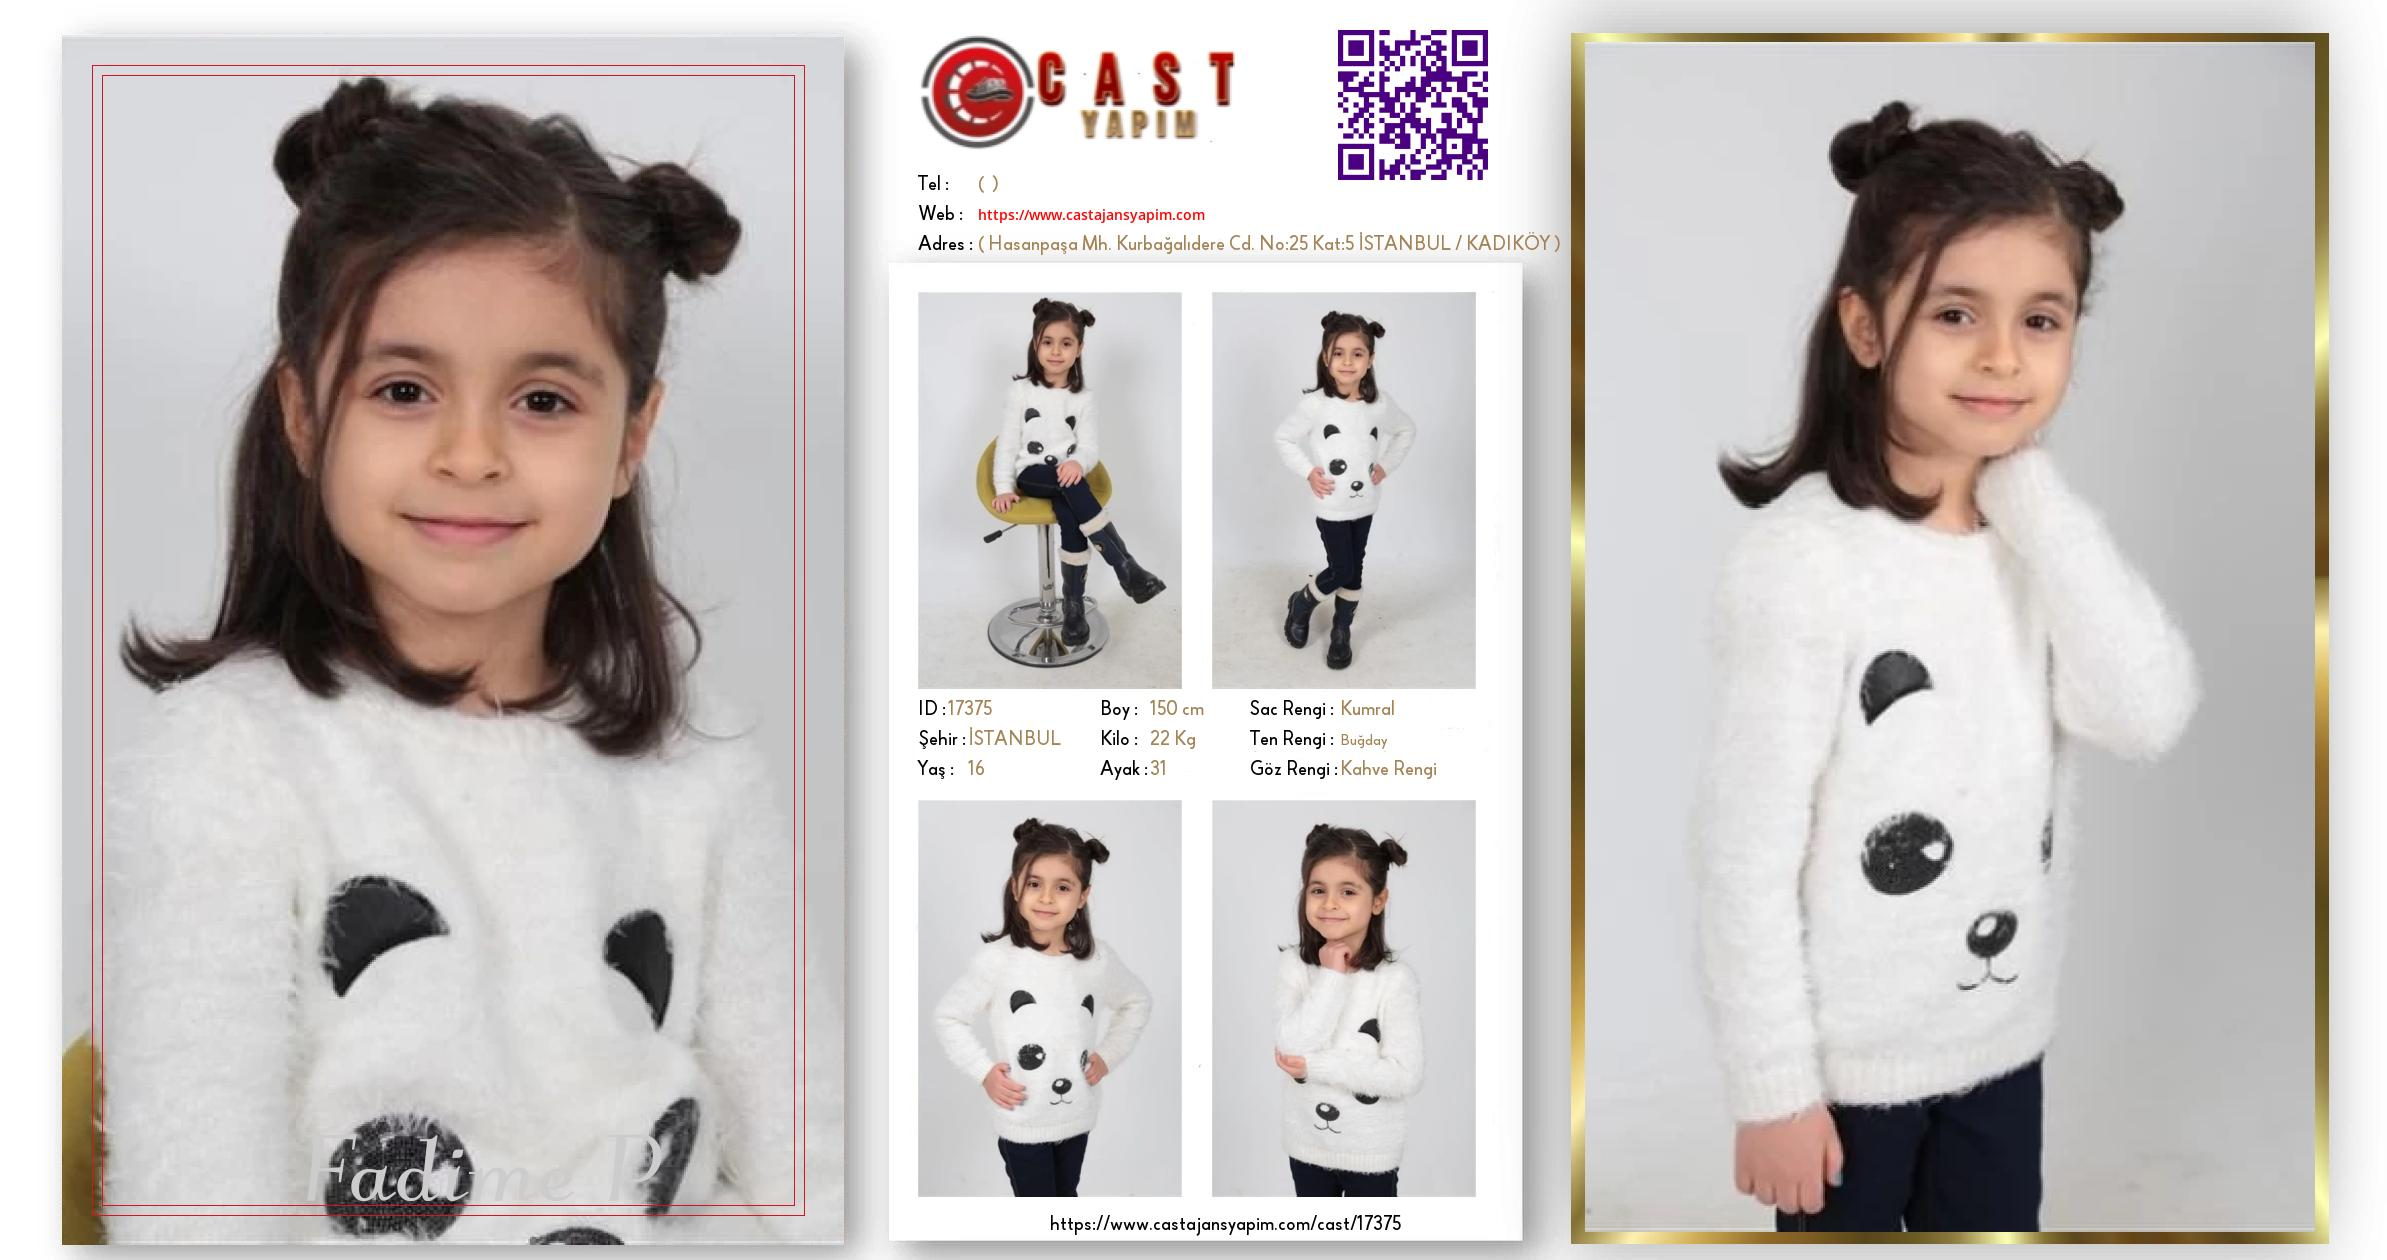 CAST
YAPIM
Tel : ( )
Web : https://www.castajansyapim.com
Adres : ( Hasanpaşa Mh. Kurbağalıdere Cd. No:25 Kat:5 İSTANBUL / KADIKÖY )
ID : 17375 Boy : 150 cm Sac Rengi : Kumral
Şehir : İSTANBUL Kilo : 22 Kg Ten Rengi : Buğday
Yaş : 16 Ayak : 31 Göz Rengi : Kahve Rengi
Fadime P
https://www.castajansyapim.com/cast/17375